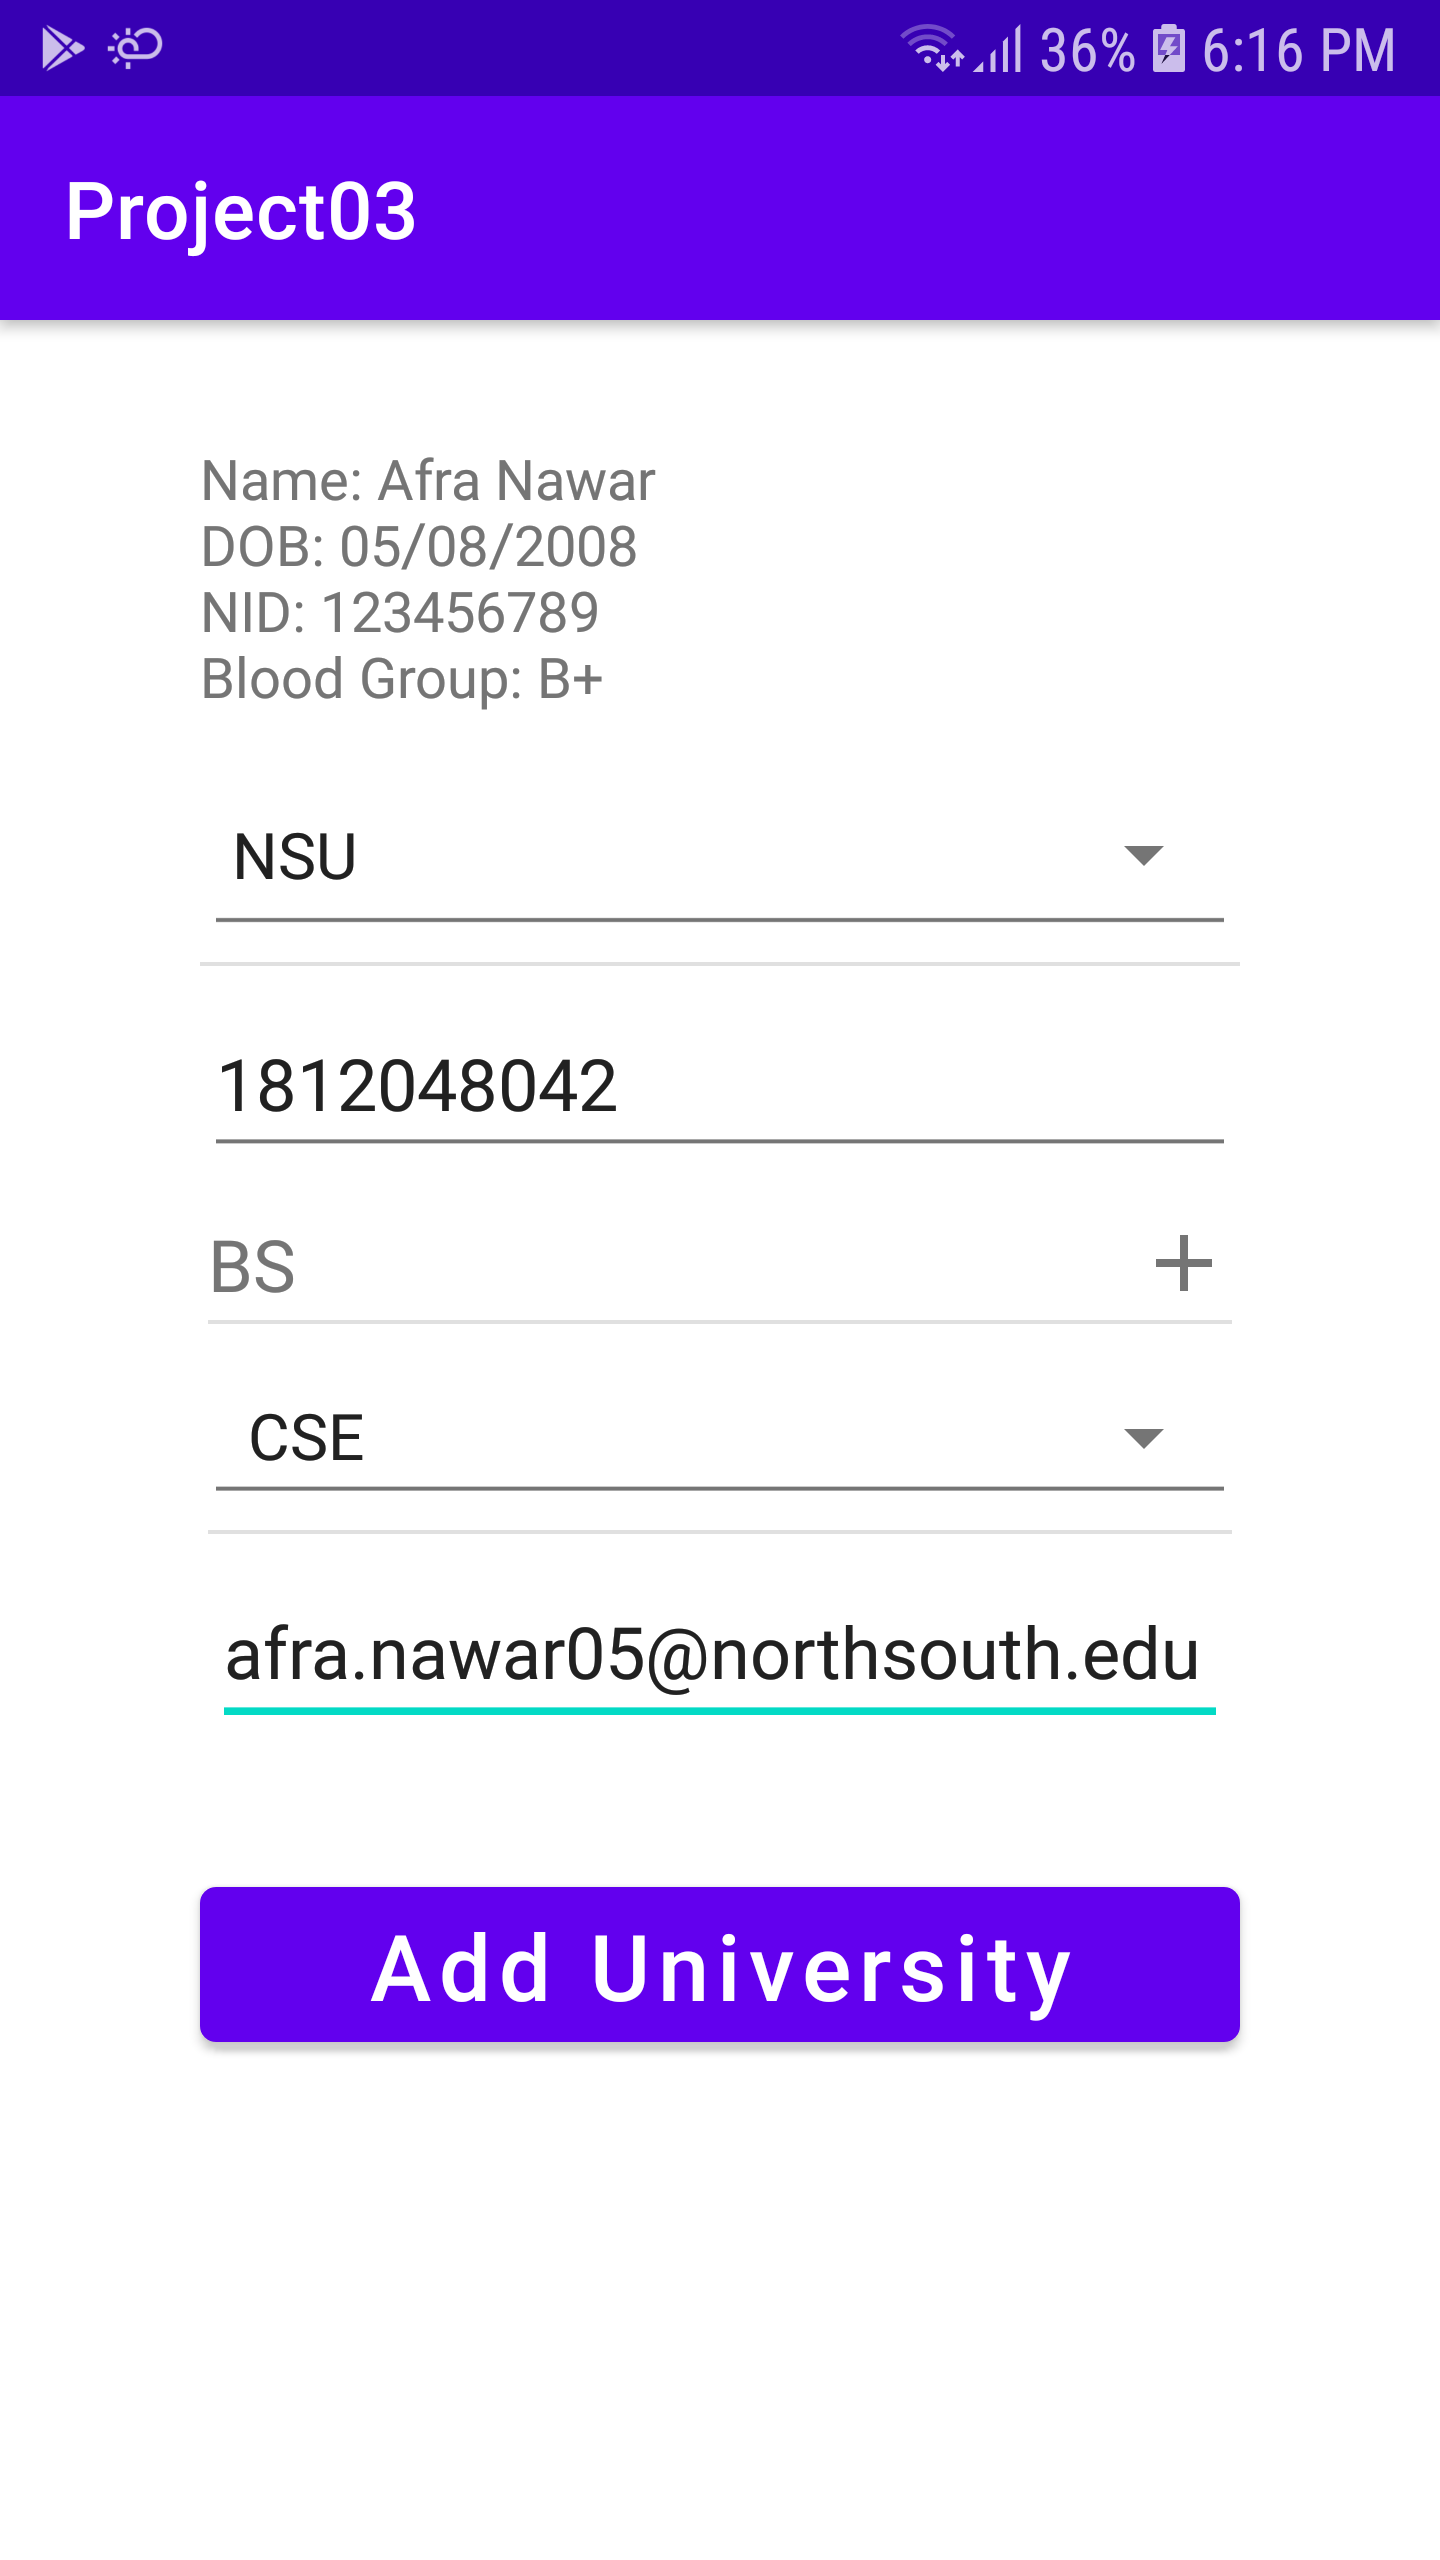 36% 6:16 PM
Project03
Name: Afra Nawar
DOB: 05/08/2008
NID: 123456789
Blood Group: B+
NSU
1812048042
BS
CSE
afra.nawar05@northsouth.edu
Add University